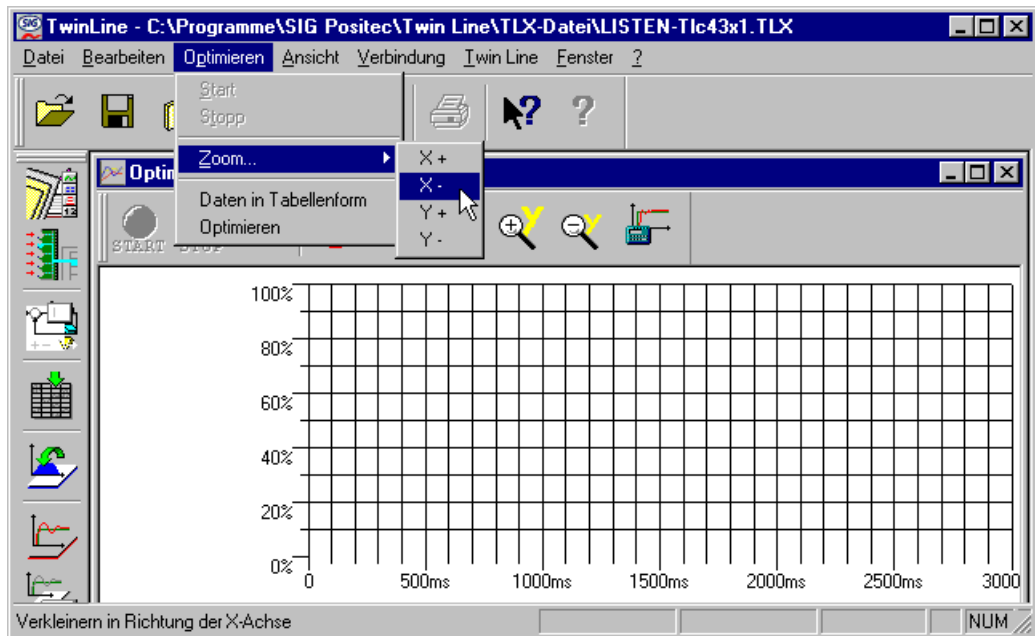 SIG TwinLine - C:\Programme\SIG Positec\Twin Line\TLX-Datei\LISTEN-Tlc43x1.TLX
Datei Bearbeiten Optimieren Ansicht Verbindung Twin Line Fenster ?
Start
Stopp
Zoom...
Daten in Tabellenform
Optimieren
X +
X -
Y +
Y -
Optim
START
100%
80%
60%
40%
20%
0%
0 500ms 1000ms 1500ms 2000ms 2500ms 3000
Verkleinern in Richtung der X-Achse
NUM